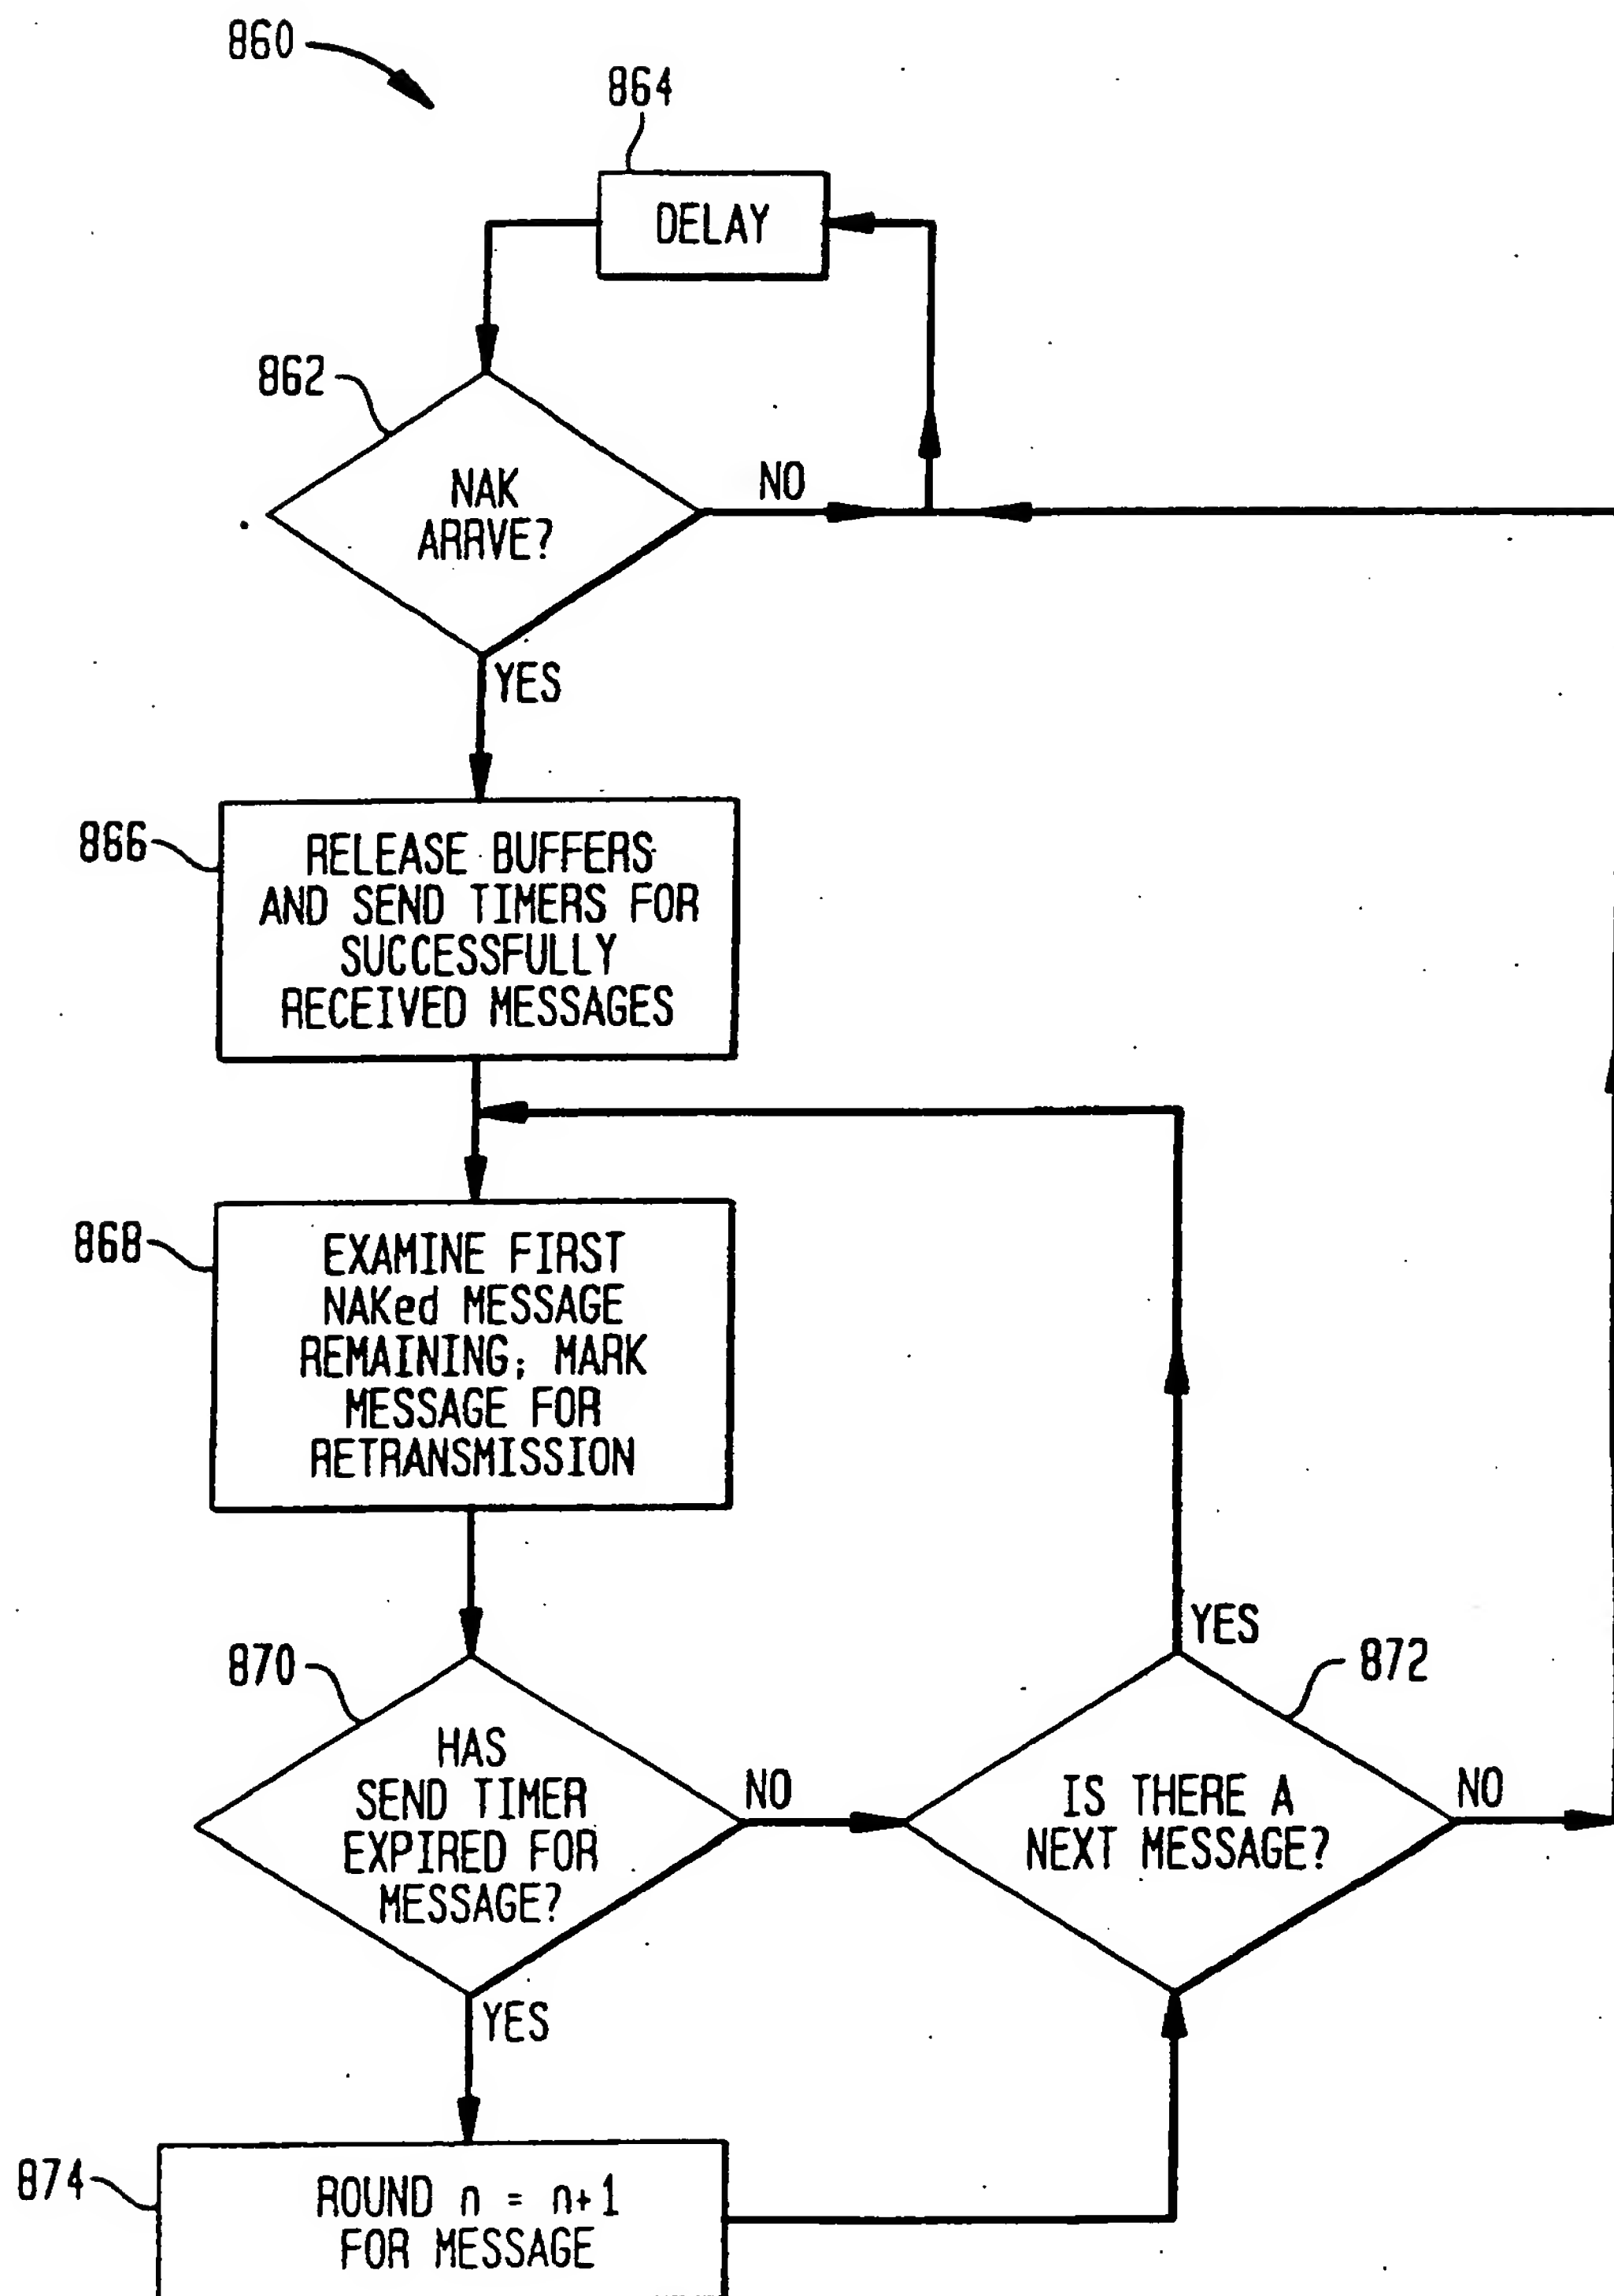 860
864
DELAY
862
NAK
ARRVE?
NO
YES
866
RELEASE BUFFERS
AND SEND TIMERS FOR
SUCCESSFULLY
RECEIVED MESSAGES
868
EXAMINE FIRST
NAKed MESSAGE
REMAINING; MARK
MESSAGE FOR
RETRANSMISSION
870
HAS
SEND TIMER
EXPIRED FOR
MESSAGE?
NO
YES
872
IS THERE A
NEXT MESSAGE?
YES
NO
874
ROUND n = n+1
FOR MESSAGE